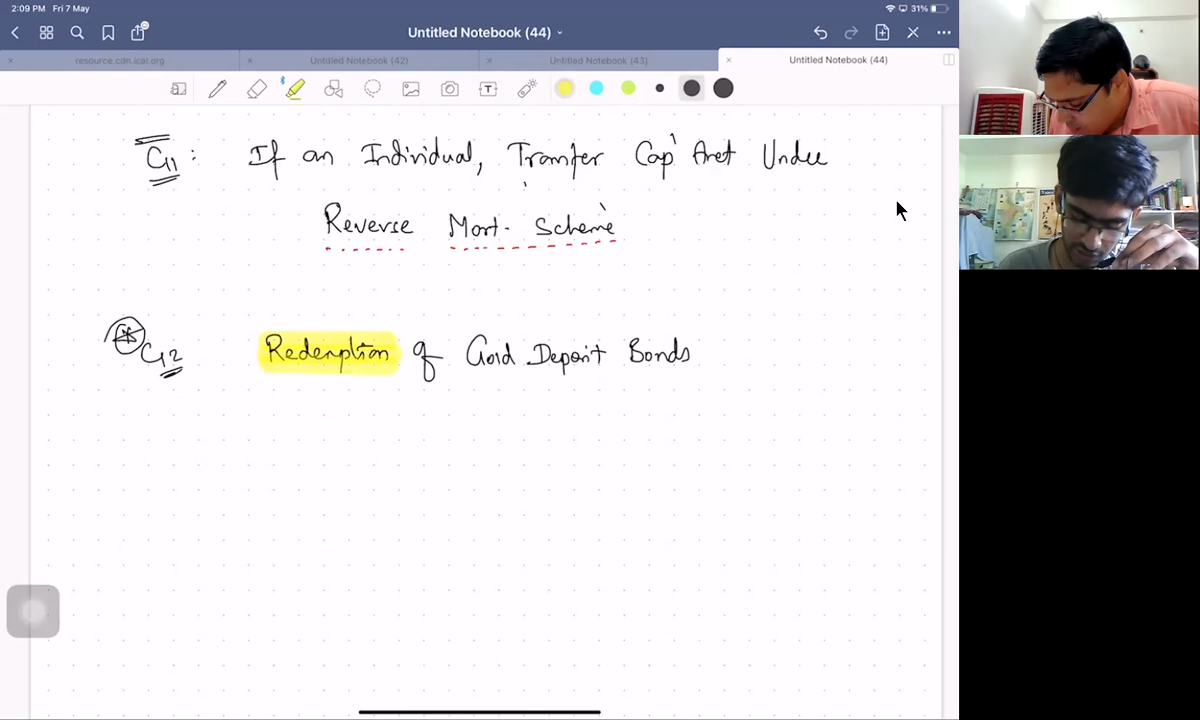 2:09 PM Fri 7 May
31%
Untitled Notebook (44)
resource.cdn.icai.org
Untitled Notebook (42)
Untitled Notebook (43)
Untitled Notebook (44)
C11 : If an Individual, Transfer Cap' Asset Under
Reverse Mort. Scheme
C12 Redemption of Gold Deposit Bonds